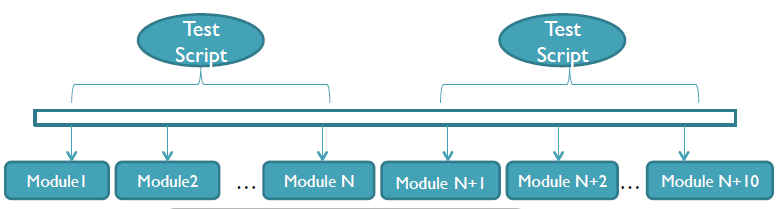 Test
Script
Test
Script
Module1
Module2
...
Module N
Module N+1
Module N+2
...
Module N+10